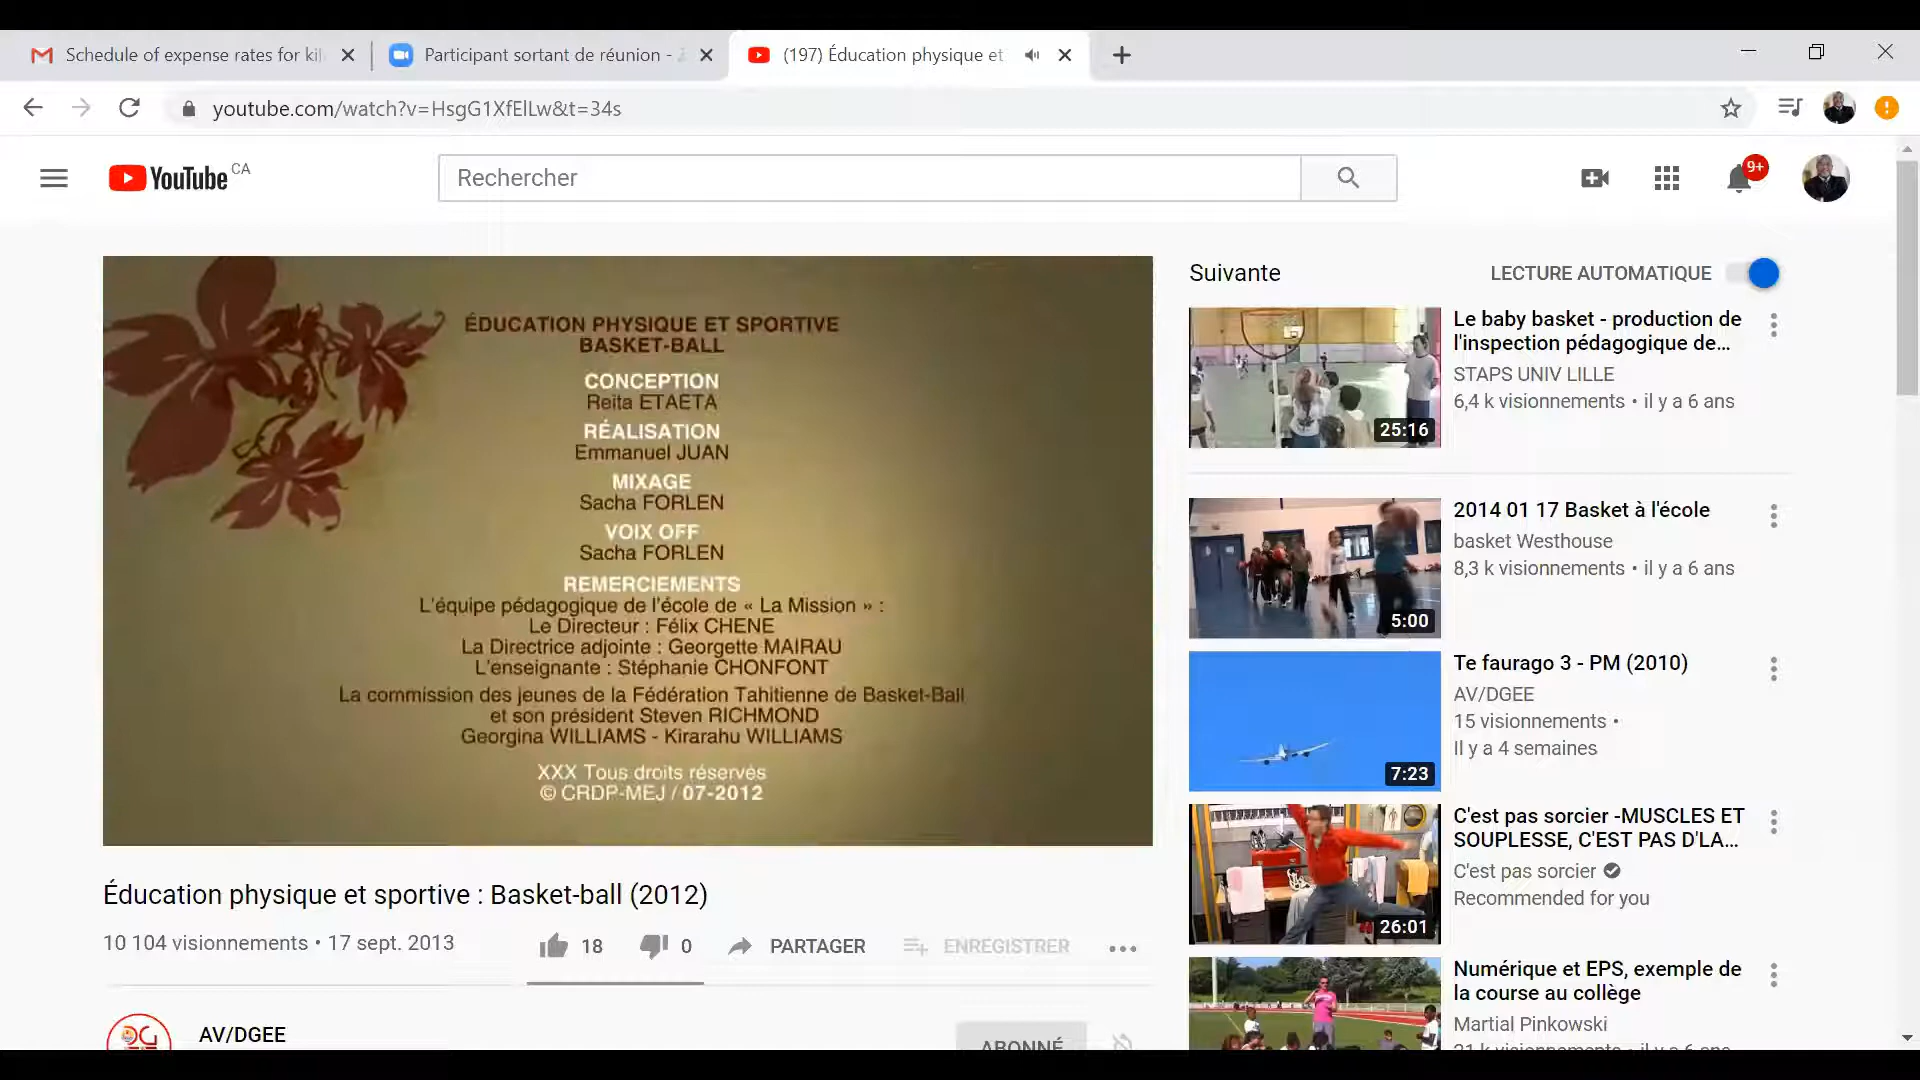 Schedule of expense rates for kil
Participant sortant de réunion -
(197) Éducation physique et
youtube.com/watch?v=HsgG1XfElLw&t=34s
YouTube CA
Rechercher
9+
ÉDUCATION PHYSIQUE ET SPORTIVE
BASKET-BALL
CONCEPTION
Reita ETAETA
RÉALISATION
Emmanuel JUAN
MIXAGE
Sacha FORLEN
VOIX OFF
Sacha FORLEN
REMERCIEMENTS
L'équipe pédagogique de l'école de « La Mission » :
Le Directeur : Félix CHENE
La Directrice adjointe : Georgette MAIRAU
L'enseignante : Stéphanie CHONFONT
La commission des jeunes de la Fédération Tahitienne de Basket-Ball
et son président Steven RICHMOND
Georgina WILLIAMS - Kirarahu WILLIAMS
XXX Tous droits réservés
© CRDP-MEJ / 07-2012
Éducation physique et sportive : Basket-ball (2012)
10 104 visionnements • 17 sept. 2013
18
0
PARTAGER
ENREGISTRER
AV/DGEE
ABONNÉ
Suivante
LECTURE AUTOMATIQUE
25:16
Le baby basket - production de
l'inspection pédagogique de...
STAPS UNIV LILLE
6,4 k visionnements • il y a 6 ans
5:00
2014 01 17 Basket à l'école
basket Westhouse
8,3 k visionnements • il y a 6 ans
7:23
Te faurago 3 - PM (2010)
AV/DGEE
15 visionnements •
Il y a 4 semaines
26:01
C'est pas sorcier -MUSCLES ET
SOUPLESSE, C'EST PAS D'LA...
C'est pas sorcier
Recommended for you
Numérique et EPS, exemple de
la course au collège
Martial Pinkowski
21 k visionnements • il y a 6 ans